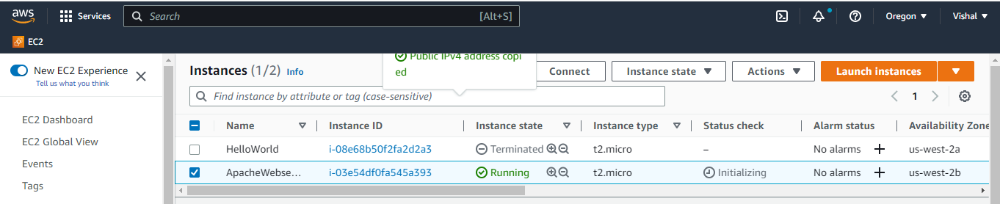 aws
Services
Search
[Alt+S]
Oregon
Vishal
EC2
New EC2 Experience
Tell us what you think
EC2 Dashboard
EC2 Global View
Events
Tags
Public IPv4 address copi
ed
Instances (1/2) Info
Connect
Instance state
Actions
Launch instances
Find instance by attribute or tag (case-sensitive)
1
Name Instance ID Instance state Instance type Status check Alarm status Availability Zone
HelloWorld i-08e68b50f2fa2d2a3 Terminated t2.micro – No alarms us-west-2a
ApacheWebse... i-03e54df0fa545a393 Running t2.micro Initializing No alarms us-west-2b